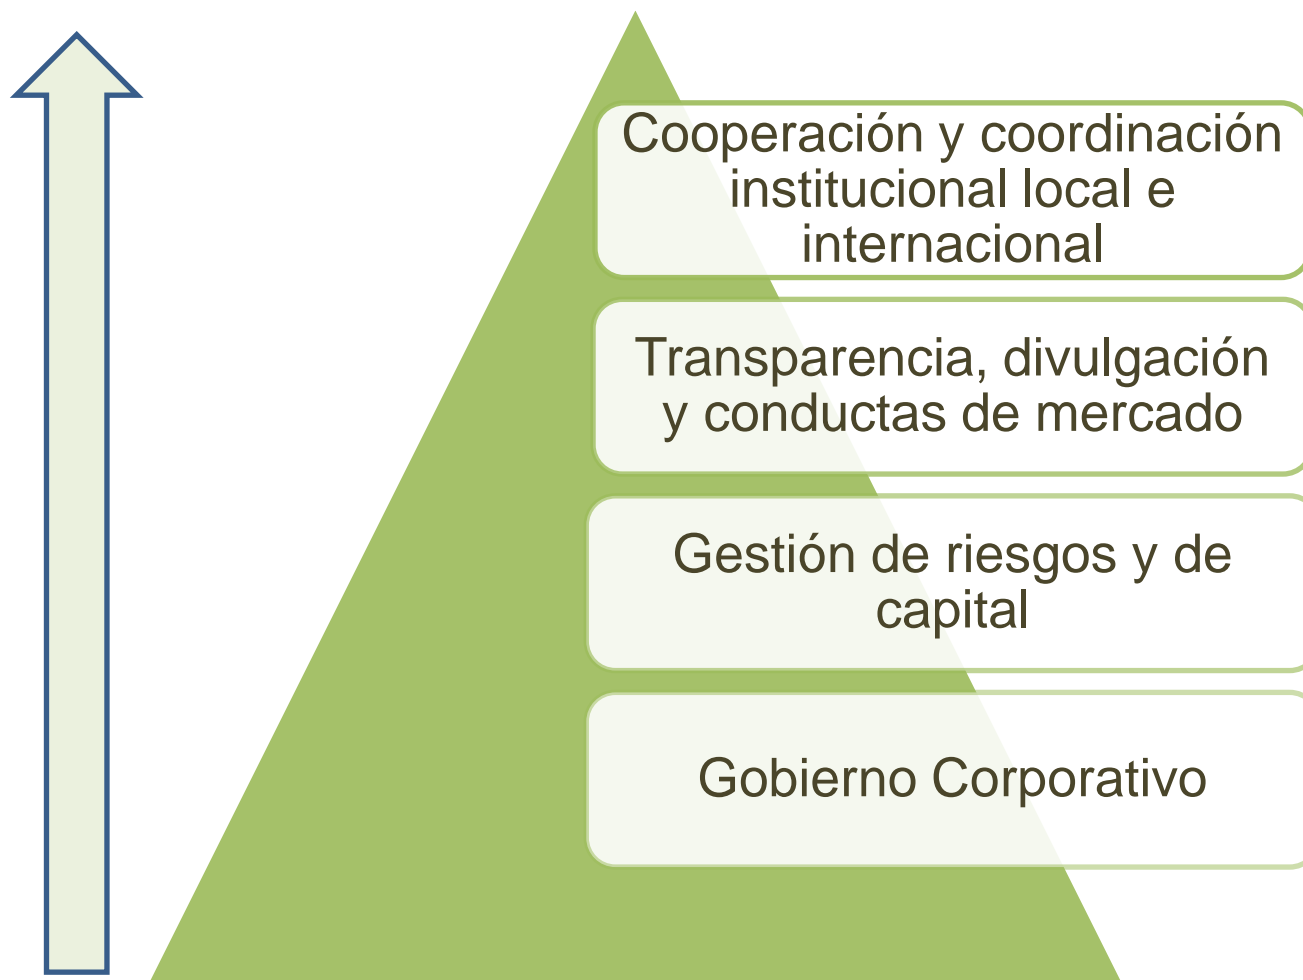 Cooperación y coordinación
institucional local e
internacional
Transparencia, divulgación
y conductas de mercado
Gestión de riesgos y de
capital
Gobierno Corporativo